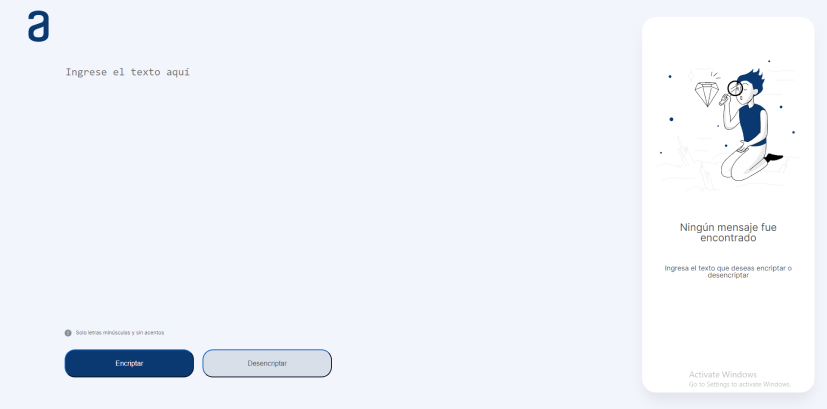 a
Ingrese el texto aquí
Ningún mensaje fue
encontrado
Ingresa el texto que deseas encriptar o
desencriptar
Solo letras minúsculas y sin acentos
Encriptar
Desencriptar
Activate Windows
Go to Settings to activate Windows.